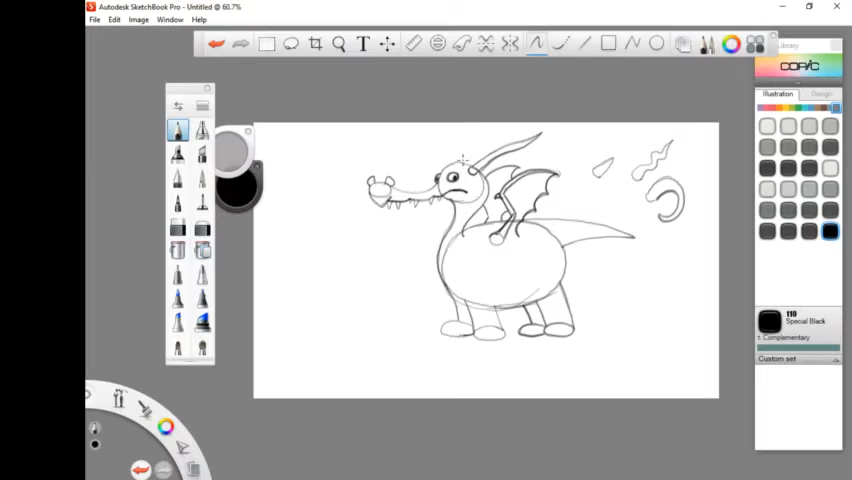 Autodesk SketchBook Pro - Untitled @ 60.7%
File Edit Image Window Help
T
Library
COPIC
Illustration Design
110
Special Black
1: Complementary
Custom set